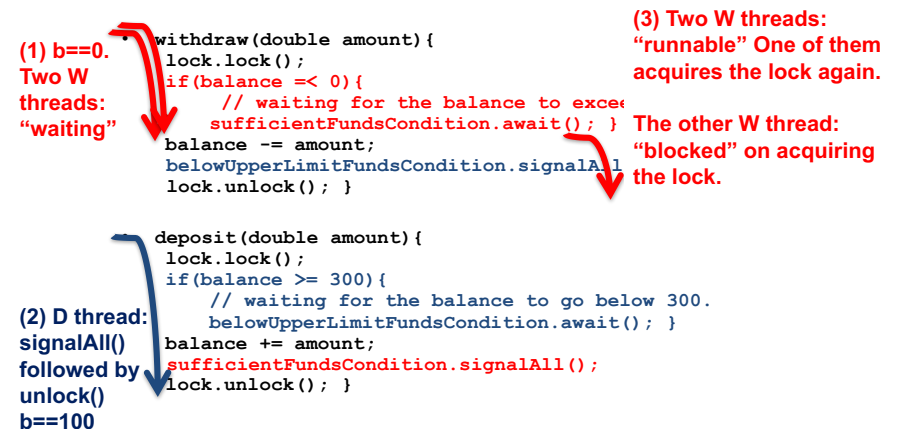 (1) b==0.
Two W
threads:
“waiting”
• withdraw(double amount){
lock.lock();
if(balance =< 0){
// waiting for the balance to excee
sufficientFundsCondition.await(); }
balance -= amount;
belowUpperLimitFundsCondition.signalAll
lock.unlock(); }
(3) Two W threads:
“runnable” One of them
acquires the lock again.
The other W thread:
“blocked” on acquiring
the lock.
• deposit(double amount){
lock.lock();
if(balance >= 300){
// waiting for the balance to go below 300.
belowUpperLimitFundsCondition.await(); }
balance += amount;
sufficientFundsCondition.signalAll();
lock.unlock(); }
(2) D thread:
signalAll()
followed by
unlock()
b==100